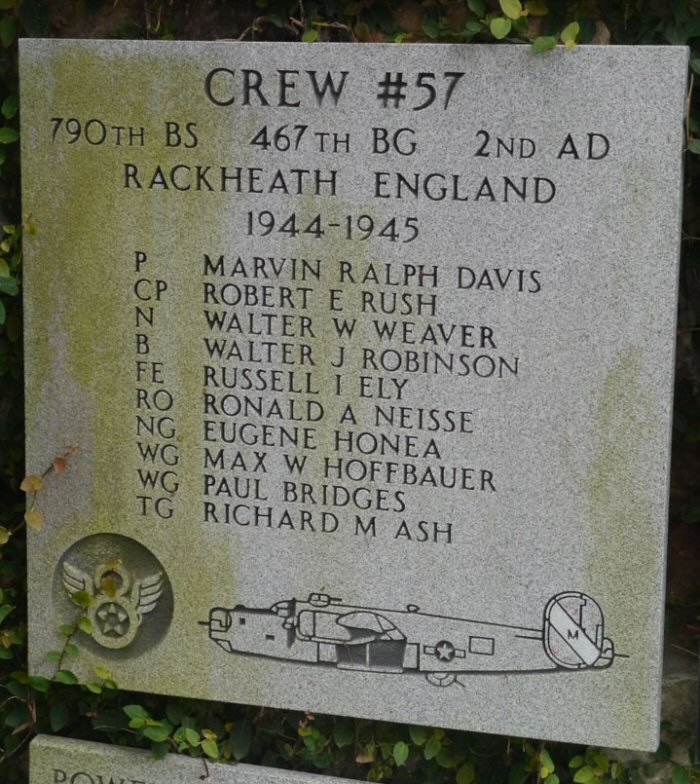 CREW #57
790TH BS 467TH BG 2ND AD
RACKHEATH ENGLAND
1944-1945
P MARVIN RALPH DAVIS
CP ROBERT E RUSH
N WALTER W WEAVER
B WALTER J ROBINSON
FE RUSSELL I ELY
RO RONALD A NEISSE
NG EUGENE HONEA
WG MAX W HOFFBAUER
WG PAUL BRIDGES
TG RICHARD M ASH
M